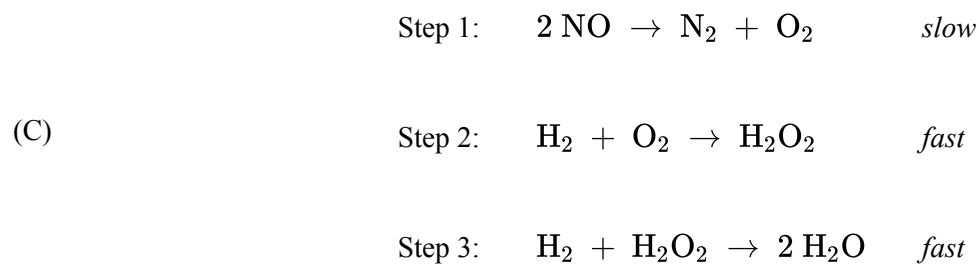 Step 1: 2 NO → N₂ + O₂ slow
(C) Step 2: H₂ + O₂ → H₂O₂ fast
Step 3: H₂ + H₂O₂ → 2 H₂O fast